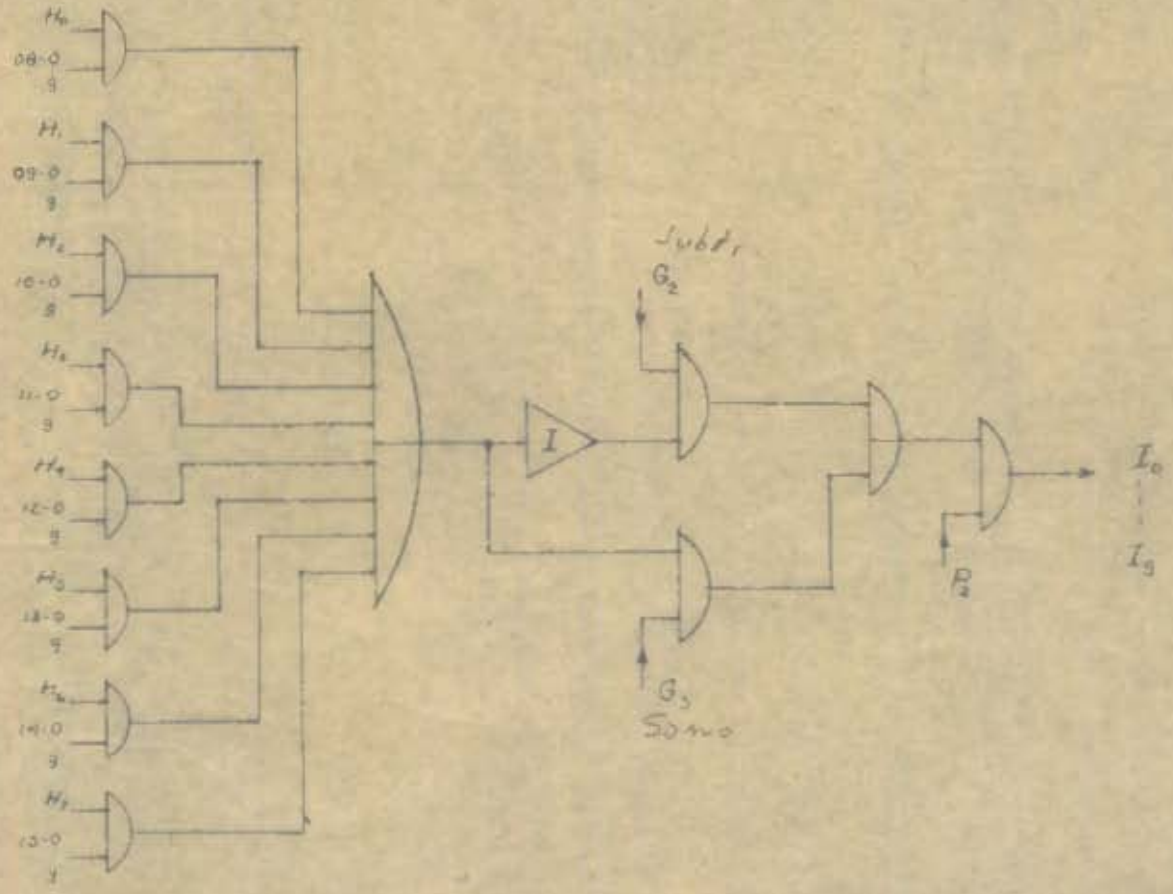 H₀
08-0
9
H₁
09-0
9
H₂
10-0
9
11-0
9
H₄
12-0
9
H₅
13-0
9
H₆
14-0
9
H₇
15-0
9
Subtr
G₂
I
G₃
Soma
P₂
I₀
I₉